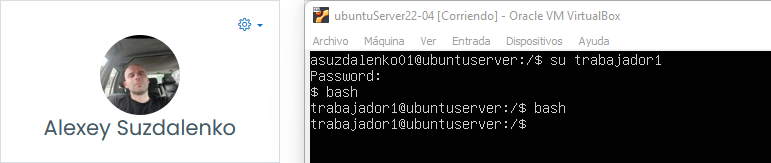 Alexey Suzdalenko
ubuntuServer22-04 [Corriendo] - Oracle VM VirtualBox
Archivo Máquina Ver Entrada Dispositivos Ayuda
asuzdalenko01@ubuntuserver:/$ su trabajador1
Password:
$ bash
trabajador1@ubuntuserver:/$ bash
trabajador1@ubuntuserver:/$